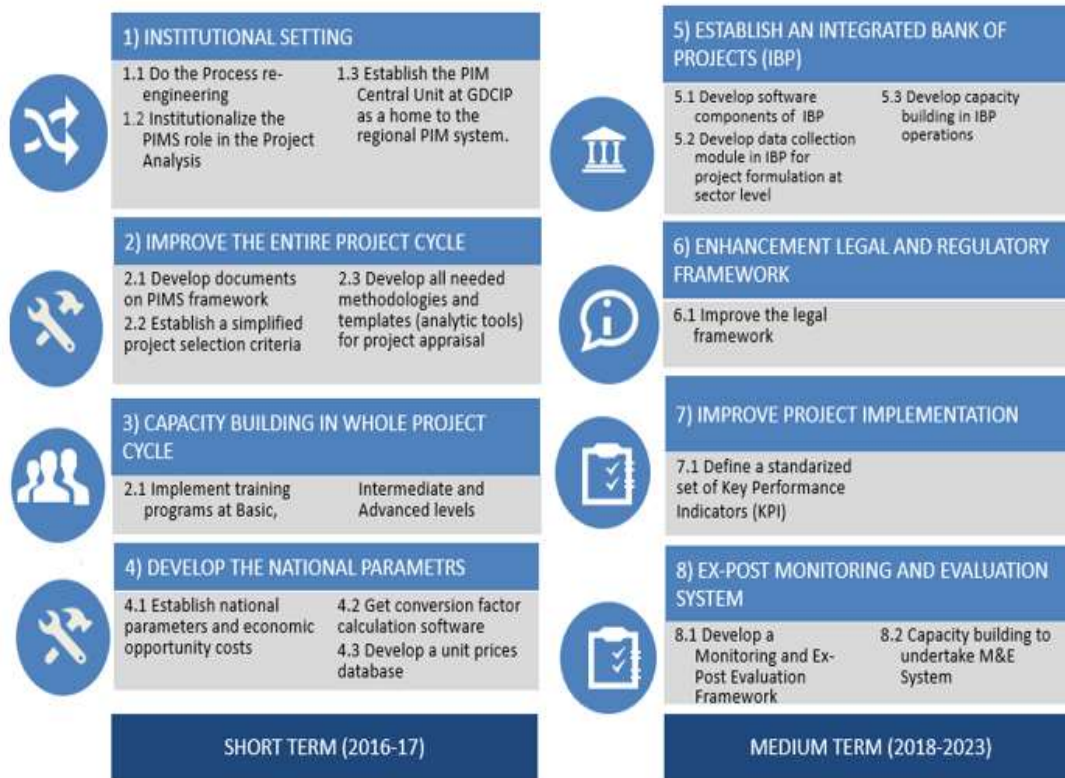 1) INSTITUTIONAL SETTING
1.1 Do the Process re-
engineering
1.2 Institutionalize the
PIMS role in the Project
Analysis
1.3 Establish the PIM
Central Unit at GDCIP
as a home to the
regional PIM system.
2) IMPROVE THE ENTIRE PROJECT CYCLE
2.1 Develop documents
on PIMS framework
2.2 Establish a simplified
project selection criteria
2.3 Develop all needed
methodologies and
templates (analytic tools)
for project appraisal
3) CAPACITY BUILDING IN WHOLE PROJECT
CYCLE
2.1 Implement training
programs at Basic,
Intermediate and
Advanced levels
4) DEVELOP THE NATIONAL PARAMETRS
4.1 Establish national
parameters and economic
opportunity costs
4.2 Get conversion factor
calculation software
4.3 Develop a unit prices
database
SHORT TERM (2016-17)
5) ESTABLISH AN INTEGRATED BANK OF
PROJECTS (IBP)
5.1 Develop software
components of IBP
5.2 Develop data collection
module in IBP for
project formulation at
sector level
5.3 Develop capacity
building in IBP
operations
6) ENHANCEMENT LEGAL AND REGULATORY
FRAMEWORK
6.1 Improve the legal
framework
7) IMPROVE PROJECT IMPLEMENTATION
7.1 Define a standarized
set of Key Performance
Indicators (KPI)
8) EX-POST MONITORING AND EVALUATION
SYSTEM
8.1 Develop a
Monitoring and Ex-
Post Evaluation
Framework
8.2 Capacity building to
undertake M&E
System
MEDIUM TERM (2018-2023)